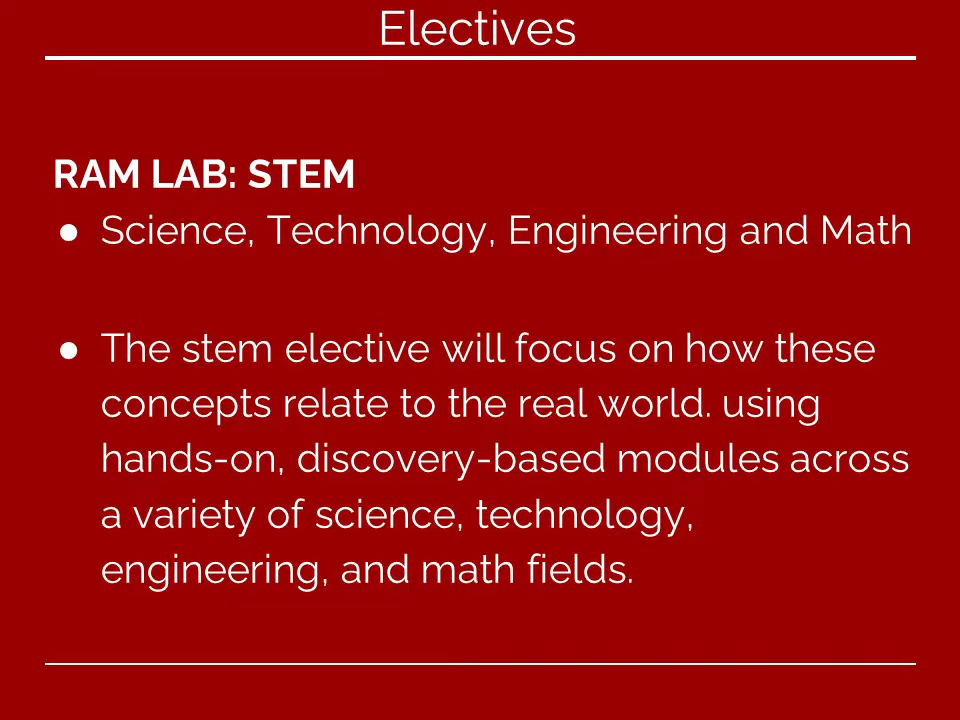 Electives
RAM LAB: STEM
● Science, Technology, Engineering and Math
● The stem elective will focus on how these
concepts relate to the real world. using
hands-on, discovery-based modules across
a variety of science, technology,
engineering, and math fields.